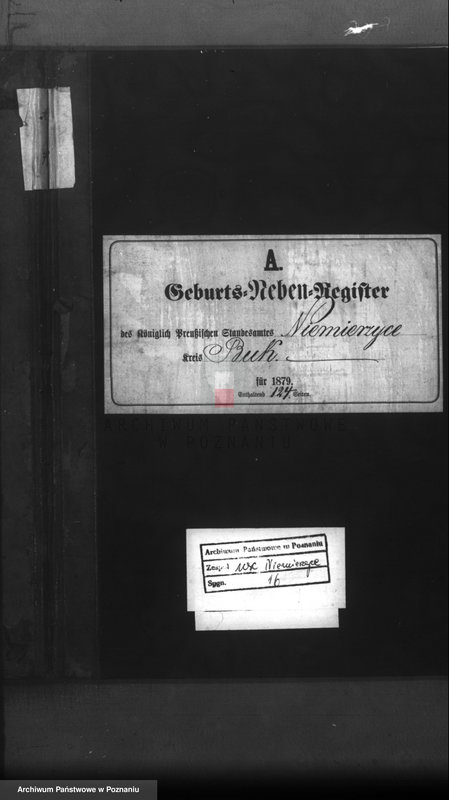 A.
Geburts-Neben-Register
des Königlich Preußischen Standesamtes Niemierzyce
Kreis Buk.
für 1879.
Enthaltend 124 Seiten.
ARCHIWUM PAŃSTWOWE
W POZNANIU
Archiwum Państwowe w Poznaniu
Zesp. USC Niemierzyce
Sygn. 16
Archiwum Państwowe w Poznaniu